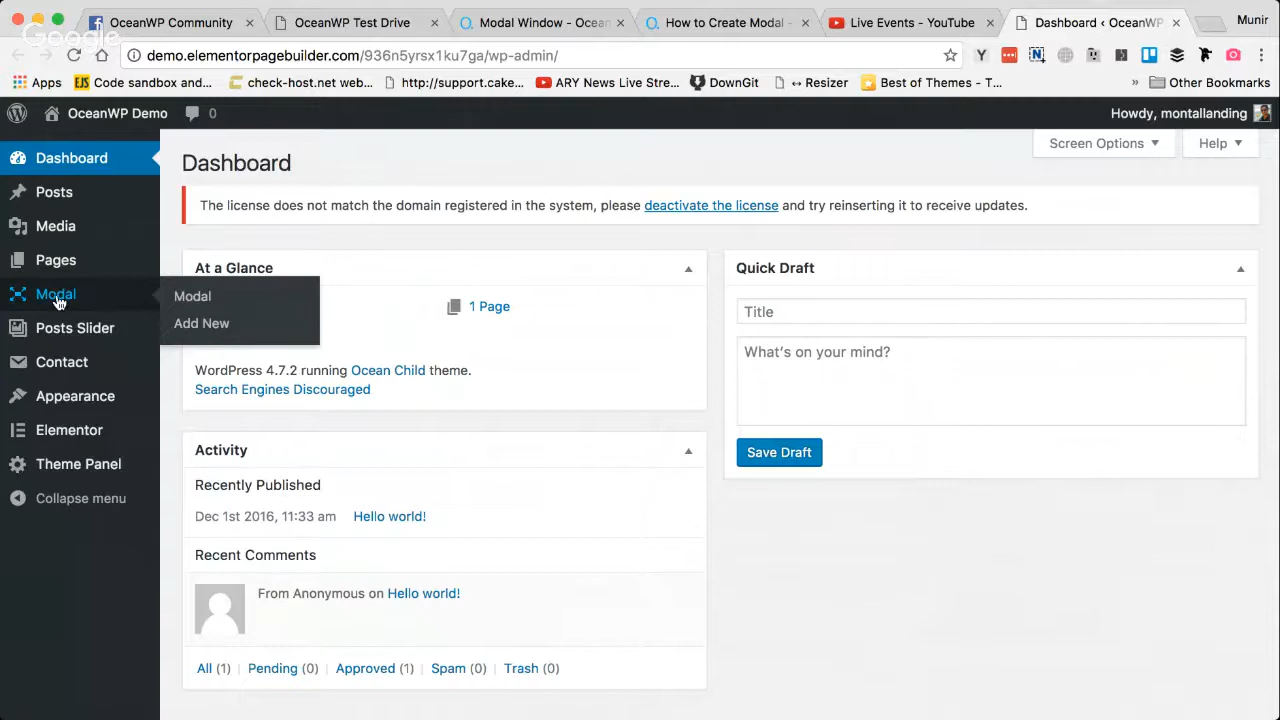 OceanWP Community
OceanWP Test Drive
Modal Window - Ocean
How to Create Modal
Live Events - YouTube
Dashboard ‹ OceanWP
Munir
Google
demo.elementorpagebuilder.com/936n5yrsx1ku7ga/wp-admin/
Apps
Code sandbox and...
check-host.net web...
http://support.cake...
ARY News Live Stre...
DownGit
↔ Resizer
Best of Themes - T...
» Other Bookmarks
OceanWP Demo
0
Howdy, montallanding
Dashboard
Posts
Media
Pages
Modal
Posts Slider
Contact
Appearance
Elementor
Theme Panel
Collapse menu
Modal
Add New
Screen Options
Help
Dashboard
The license does not match the domain registered in the system, please deactivate the license and try reinserting it to receive updates.
At a Glance
1 Page
WordPress 4.7.2 running Ocean Child theme.
Search Engines Discouraged
Activity
Recently Published
Dec 1st 2016, 11:33 am Hello world!
Recent Comments
From Anonymous on Hello world!
All (1) | Pending (0) | Approved (1) | Spam (0) | Trash (0)
Quick Draft
Title
What's on your mind?
Save Draft